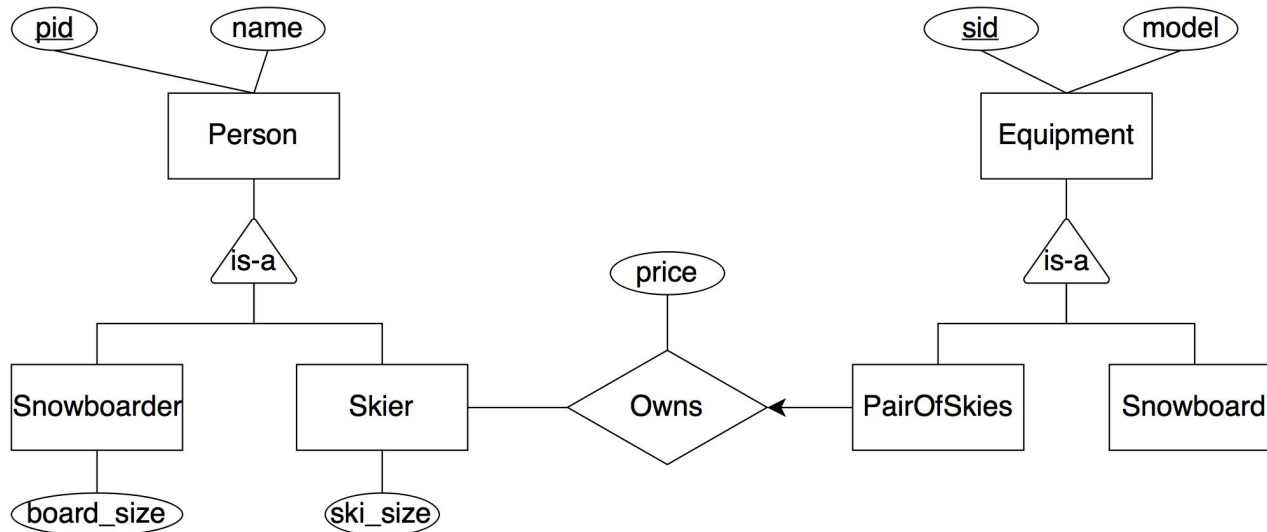 pid
name
sid
model
Person
Equipment
is-a
is-a
price
Snowboarder
Skier
Owns
PairOfSkies
Snowboard
board_size
ski_size